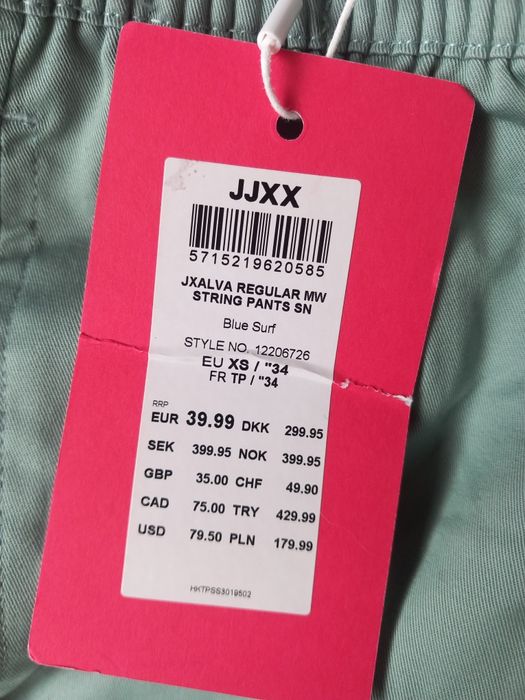 JJXX
5715219620585
JXALVA REGULAR MW
STRING PANTS SN
Blue Surf
STYLE NO. 12206726
EU XS / "34
FR TP / "34
RRP
EUR 39.99 DKK 299.95
SEK 399.95 NOK 399.95
GBP 35.00 CHF 49.90
CAD 75.00 TRY 429.99
USD 79.50 PLN 179.99
HKTPSS3019502